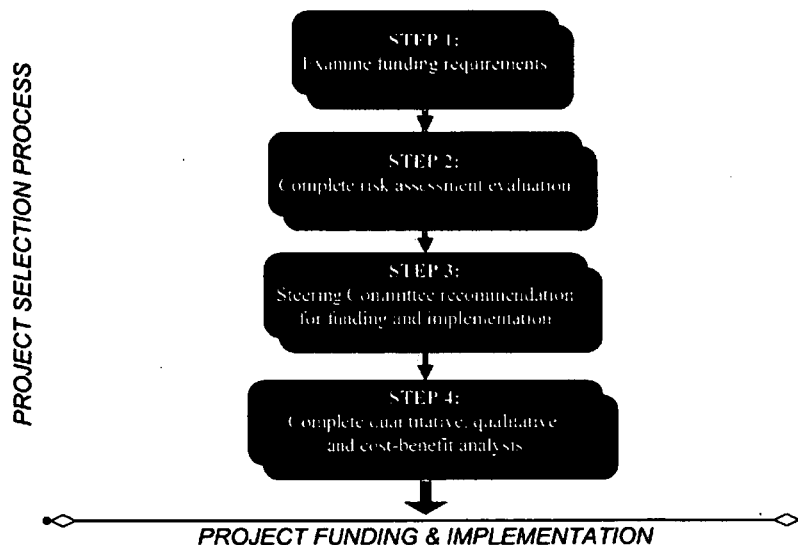 PROJECT SELECTION PROCESS
STEP 1:
Examine funding requirements
STEP 2:
Complete risk assessment evaluation
STEP 3:
Steering Committee recommendation
for funding and implementation
STEP 4:
Complete quantitative, qualitative
and cost-benefit analysis
PROJECT FUNDING & IMPLEMENTATION